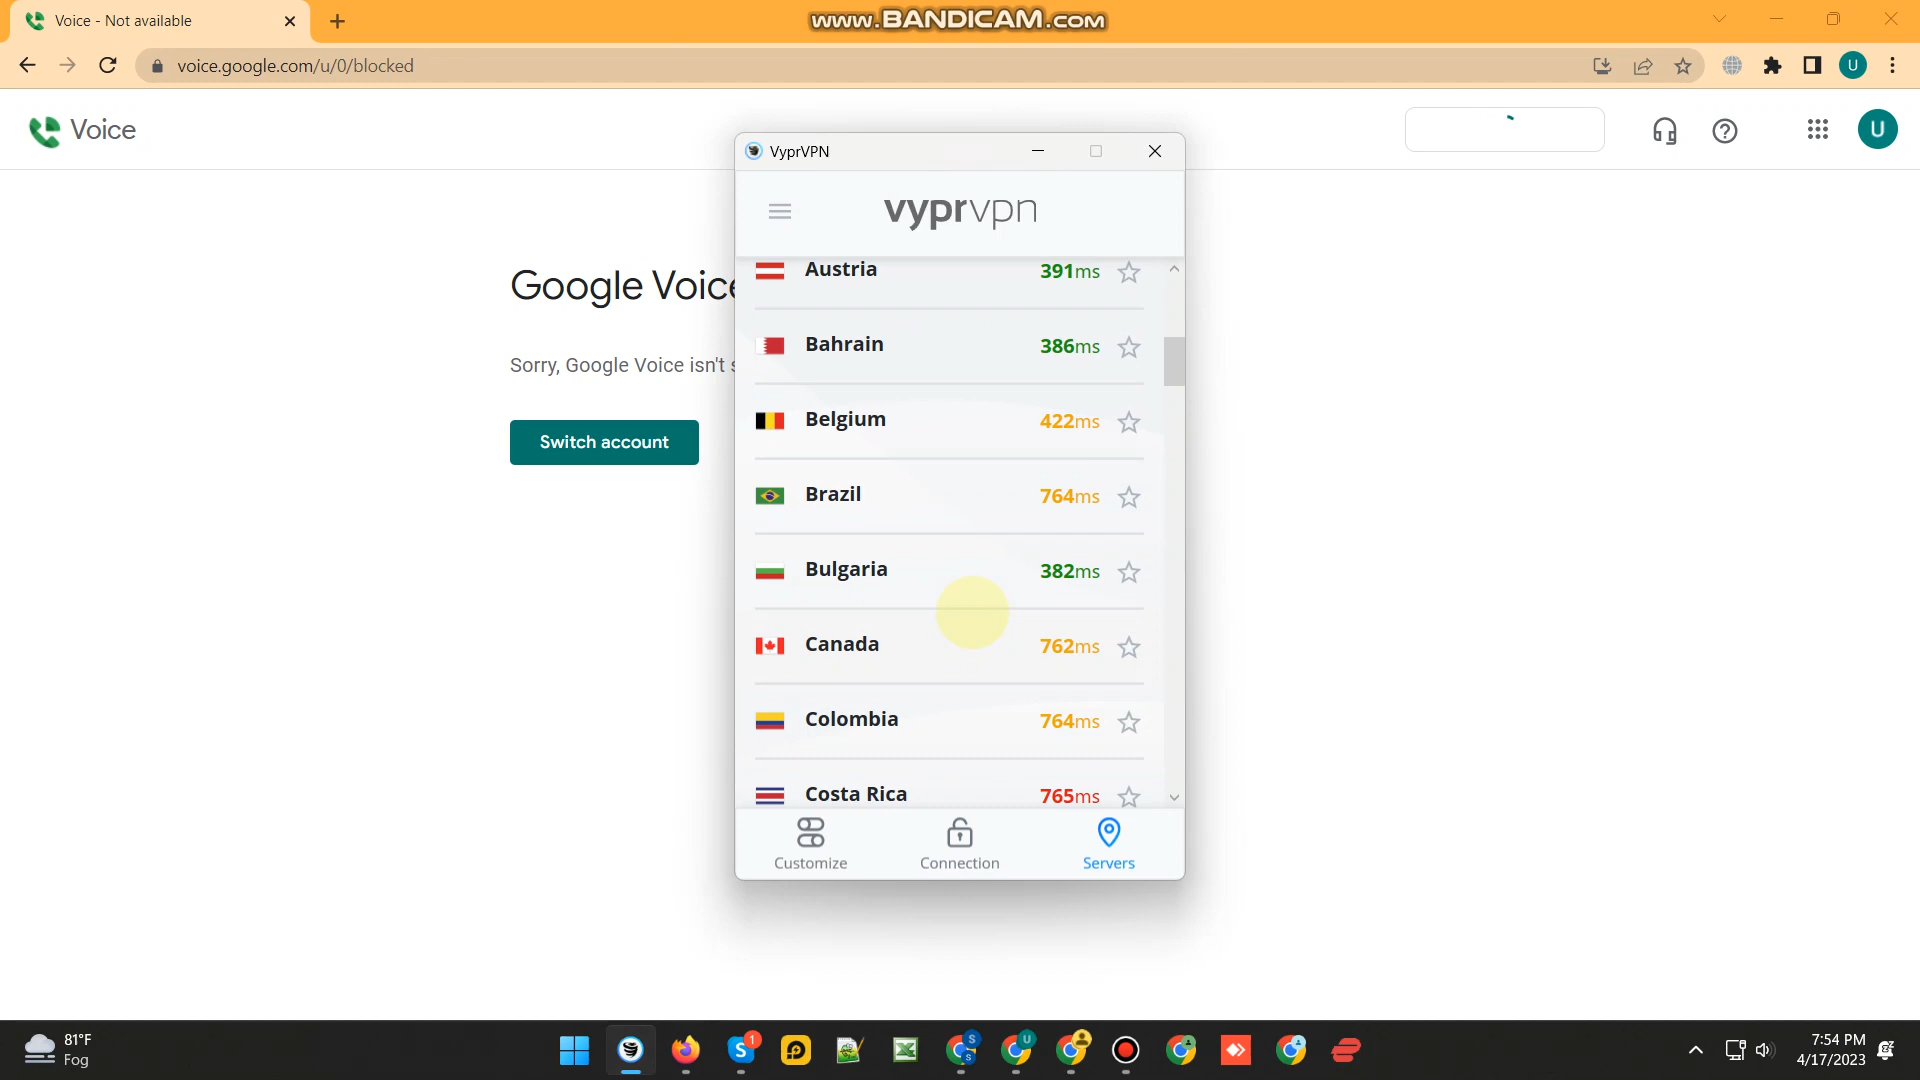 Voice - Not available
www.BANDICAM.com
voice.google.com/u/0/blocked
U
Voice
U
VyprVPN
vyprvpn
Google Voice
Sorry, Google Voice isn't
Switch account
Austria 391ms
Bahrain 386ms
Belgium 422ms
Brazil 764ms
Bulgaria 382ms
Canada 762ms
Colombia 764ms
Costa Rica 765ms
Customize
Connection
Servers
81°F
Fog
S
1
S
S
U
7:54 PM
4/17/2023